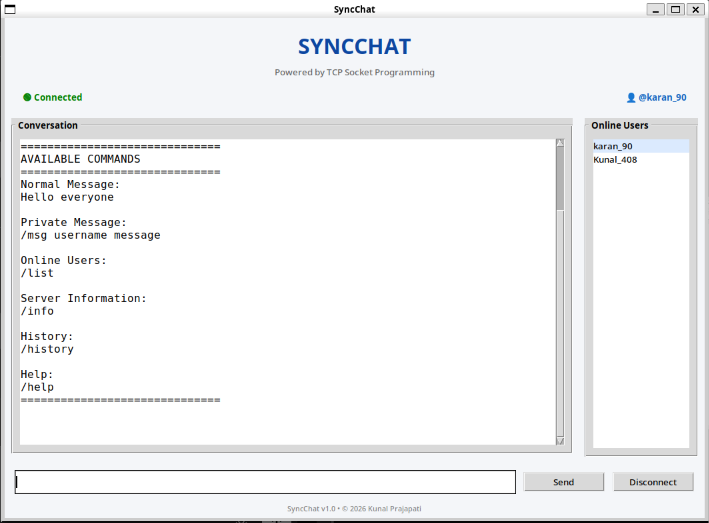 SyncChat
SYNCCHAT
Powered by TCP Socket Programming
Connected
@karan_90
Conversation
==============================
AVAILABLE COMMANDS
==============================
Normal Message:
Hello everyone
Private Message:
/msg username message
Online Users:
/list
Server Information:
/info
History:
/history
Help:
/help
==============================
Online Users
karan_90
Kunal_408
Send
Disconnect
SyncChat v1.0 • © 2026 Kunal Prajapati